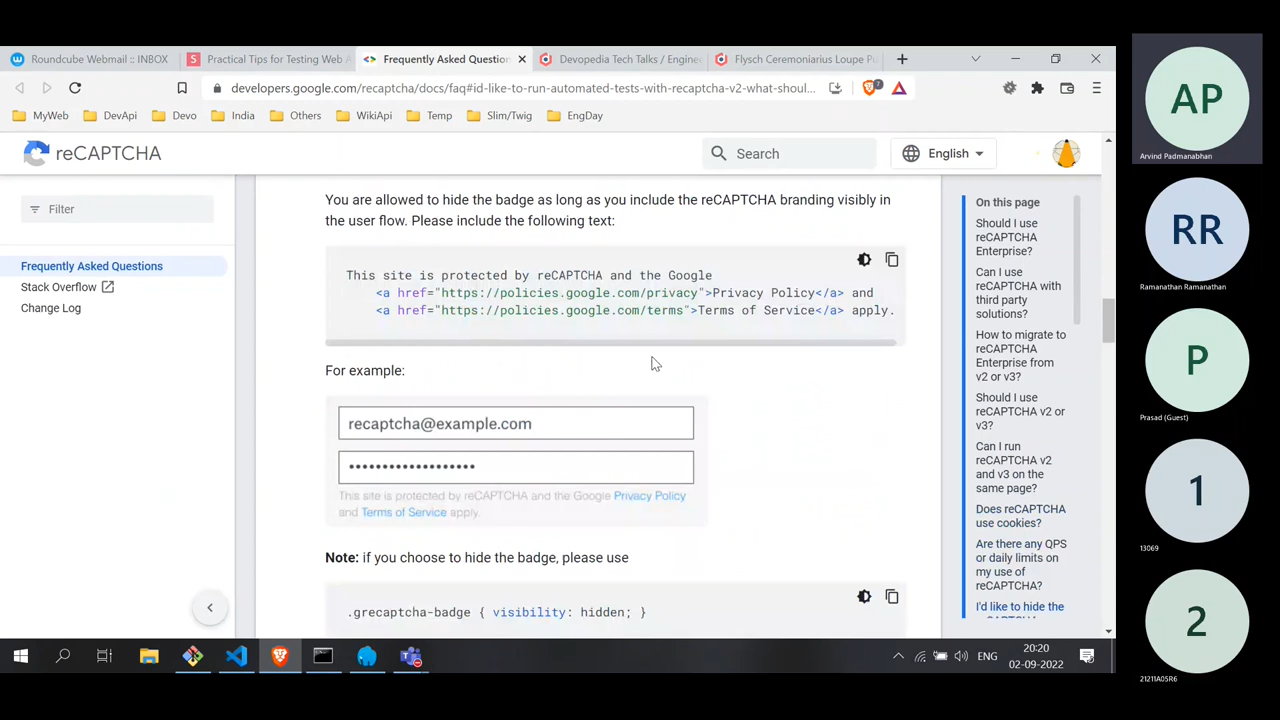 Roundcube Webmail :: INBOX
Practical Tips for Testing Web A
Frequently Asked Question
Devopedia Tech Talks / Engine
Flysch Ceremoniarius Loupe Pu
developers.google.com/recaptcha/docs/faq#id-like-to-run-automated-tests-with-recaptcha-v2-what-shoul...
7
MyWeb
DevApi
Devo
India
Others
WikiApi
Temp
Slim/Twig
EngDay
reCAPTCHA
Search
English
Filter
Frequently Asked Questions
Stack Overflow
Change Log
You are allowed to hide the badge as long as you include the reCAPTCHA branding visibly in
the user flow. Please include the following text:
This site is protected by reCAPTCHA and the Google
<a href="https://policies.google.com/privacy">Privacy Policy</a> and
<a href="https://policies.google.com/terms">Terms of Service</a> apply.
For example:
recaptcha@example.com
This site is protected by reCAPTCHA and the Google Privacy Policy
and Terms of Service apply.
Note: if you choose to hide the badge, please use
.grecaptcha-badge { visibility: hidden; }
On this page
Should I use
reCAPTCHA
Enterprise?
Can I use
reCAPTCHA with
third party
solutions?
How to migrate to
reCAPTCHA
Enterprise from
v2 or v3?
Should I use
reCAPTCHA v2 or
v3?
Can I run
reCAPTCHA v2
and v3 on the
same page?
Does reCAPTCHA
use cookies?
Are there any QPS
or daily limits on
my use of
reCAPTCHA?
I'd like to hide the
ENG
20:20
02-09-2022
AP
Arvind Padmanabhan
RR
Ramanathan Ramanathan
P
Prasad (Guest)
1
13069
2
21211A05R6